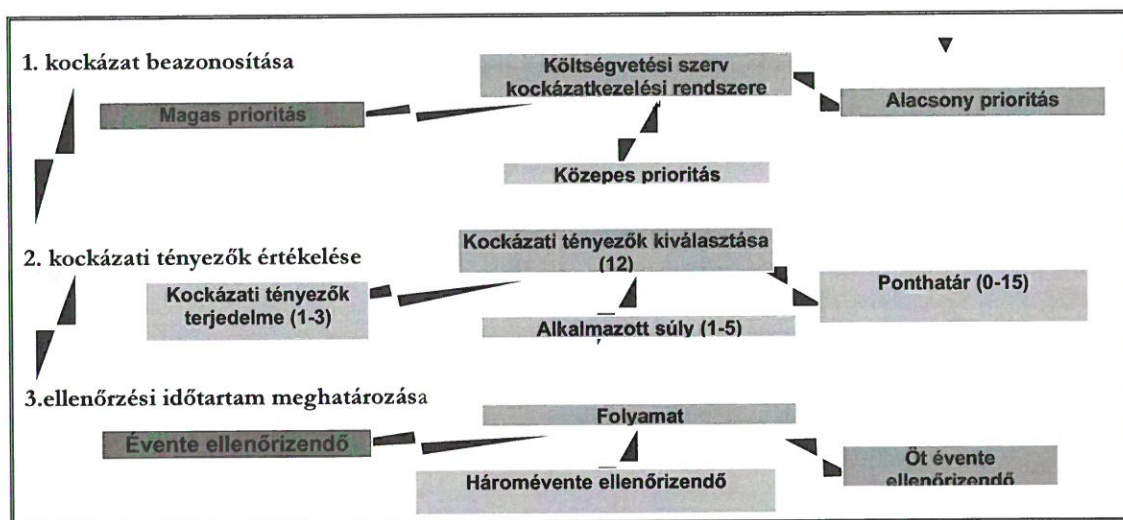 1. kockázat beazonosítása
Költségvetési szerv
kockázatkezelési rendszere
Magas prioritás
Alacsony prioritás
Közepes prioritás
2. kockázati tényezők értékelése
Kockázati tényezők kiválasztása
(12)
Kockázati tényezők
terjedelme (1-3)
Ponthatár (0-15)
Alkalmazott súly (1-5)
3.ellenőrzési időtartam meghatározása
Folyamat
Évente ellenőrizendő
Háromévente ellenőrizendő
Öt évente
ellenőrizendő